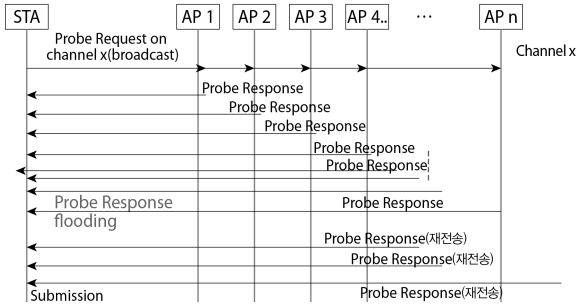 STA AP 1 AP 2 AP 3 AP 4.. ... AP n
Probe Request on
channel x(broadcast)
Channel x
Probe Response
Probe Response
Probe Response
Probe Response
Probe Response
Probe Response
flooding
Probe Response
Probe Response(재전송)
Probe Response(재전송)
Probe Response(재전송)
Submission